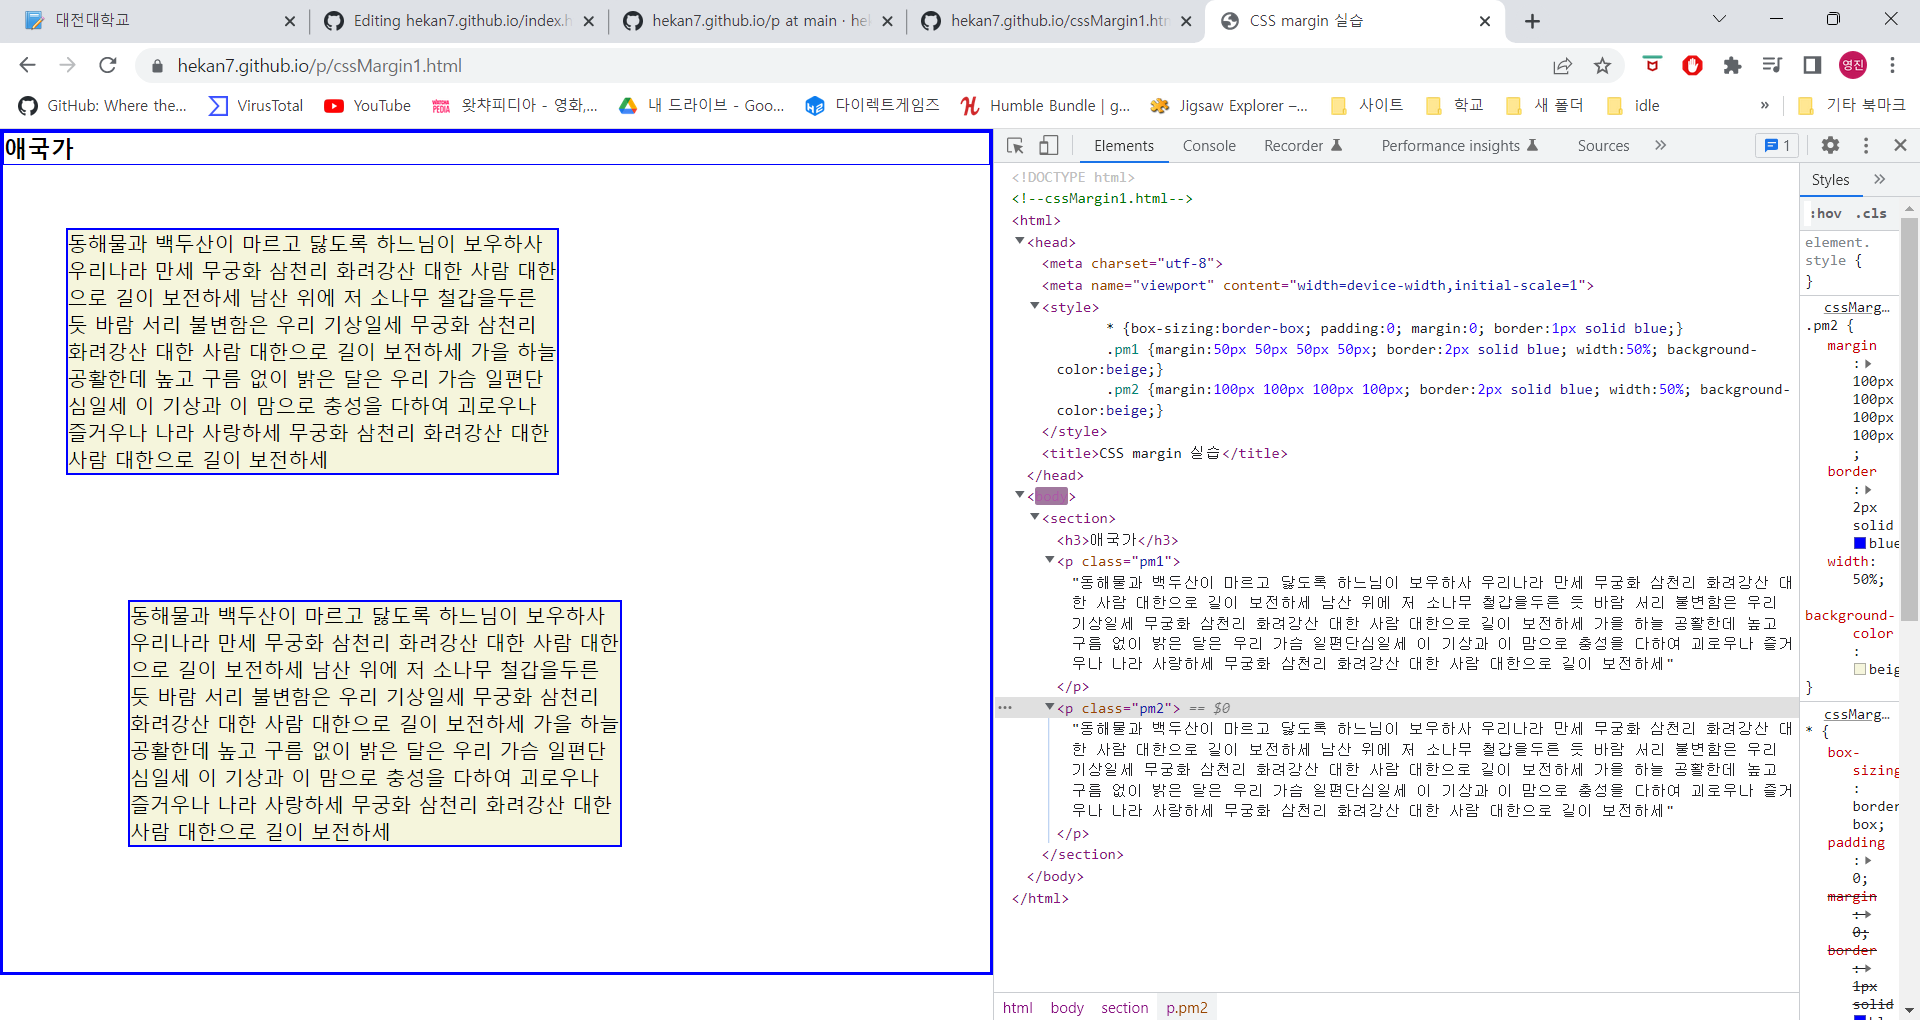 대전대학교
Editing hekan7.github.io/index.h
hekan7.github.io/p at main · hek
hekan7.github.io/cssMargin1.htm
CSS margin 실습
hekan7.github.io/p/cssMargin1.html
영진
GitHub: Where the...
VirusTotal
YouTube
WATCHA PEDIA
왓챠피디아 - 영화,...
내 드라이브 - Goo...
다이렉트게임즈
Humble Bundle | g...
Jigsaw Explorer –...
사이트
학교
새 폴더
idle
»
기타 북마크
애국가
동해물과 백두산이 마르고 닳도록 하느님이 보우하사
우리나라 만세 무궁화 삼천리 화려강산 대한 사람 대한
으로 길이 보전하세 남산 위에 저 소나무 철갑을두른
듯 바람 서리 불변함은 우리 기상일세 무궁화 삼천리
화려강산 대한 사람 대한으로 길이 보전하세 가을 하늘
공활한데 높고 구름 없이 밝은 달은 우리 가슴 일편단
심일세 이 기상과 이 맘으로 충성을 다하여 괴로우나
즐거우나 나라 사랑하세 무궁화 삼천리 화려강산 대한
사람 대한으로 길이 보전하세
동해물과 백두산이 마르고 닳도록 하느님이 보우하사
우리나라 만세 무궁화 삼천리 화려강산 대한 사람 대한
으로 길이 보전하세 남산 위에 저 소나무 철갑을두른
듯 바람 서리 불변함은 우리 기상일세 무궁화 삼천리
화려강산 대한 사람 대한으로 길이 보전하세 가을 하늘
공활한데 높고 구름 없이 밝은 달은 우리 가슴 일편단
심일세 이 기상과 이 맘으로 충성을 다하여 괴로우나
즐거우나 나라 사랑하세 무궁화 삼천리 화려강산 대한
사람 대한으로 길이 보전하세
Elements
Console
Recorder
Performance insights
Sources
»
1
<!DOCTYPE html>
<!--cssMargin1.html-->
<html>
<head>
<meta charset="utf-8">
<meta name="viewport" content="width=device-width,initial-scale=1">
<style>
* {box-sizing:border-box; padding:0; margin:0; border:1px solid blue;}
.pm1 {margin:50px 50px 50px 50px; border:2px solid blue; width:50%; background-
color:beige;}
.pm2 {margin:100px 100px 100px 100px; border:2px solid blue; width:50%; background-
color:beige;}
</style>
<title>CSS margin 실습</title>
</head>
<body>
<section>
<h3>애국가</h3>
<p class="pm1">
"동해물과 백두산이 마르고 닳도록 하느님이 보우하사 우리나라 만세 무궁화 삼천리 화려강산 대
한 사람 대한으로 길이 보전하세 남산 위에 저 소나무 철갑을두른 듯 바람 서리 불변함은 우리
기상일세 무궁화 삼천리 화려강산 대한 사람 대한으로 길이 보전하세 가을 하늘 공활한데 높고
구름 없이 밝은 달은 우리 가슴 일편단심일세 이 기상과 이 맘으로 충성을 다하여 괴로우나 즐거
우나 나라 사랑하세 무궁화 삼천리 화려강산 대한 사람 대한으로 길이 보전하세"
</p>
<p class="pm2"> == $0
"동해물과 백두산이 마르고 닳도록 하느님이 보우하사 우리나라 만세 무궁화 삼천리 화려강산 대
한 사람 대한으로 길이 보전하세 남산 위에 저 소나무 철갑을두른 듯 바람 서리 불변함은 우리
기상일세 무궁화 삼천리 화려강산 대한 사람 대한으로 길이 보전하세 가을 하늘 공활한데 높고
구름 없이 밝은 달은 우리 가슴 일편단심일세 이 기상과 이 맘으로 충성을 다하여 괴로우나 즐거
우나 나라 사랑하세 무궁화 삼천리 화려강산 대한 사람 대한으로 길이 보전하세"
</p>
</section>
</body>
</html>
html body section p.pm2
Styles »
:hov .cls
element.
style {
}
cssMarg...
.pm2 {
margin
:
100px
100px
100px
100px
;
border
:
2px
solid
blue
width:
50%;
background-
color
:
beig
}
cssMarg...
* {
box-
sizing
:
border
box;
padding
:
0;
margin
:
0;
border
:
1px
solid